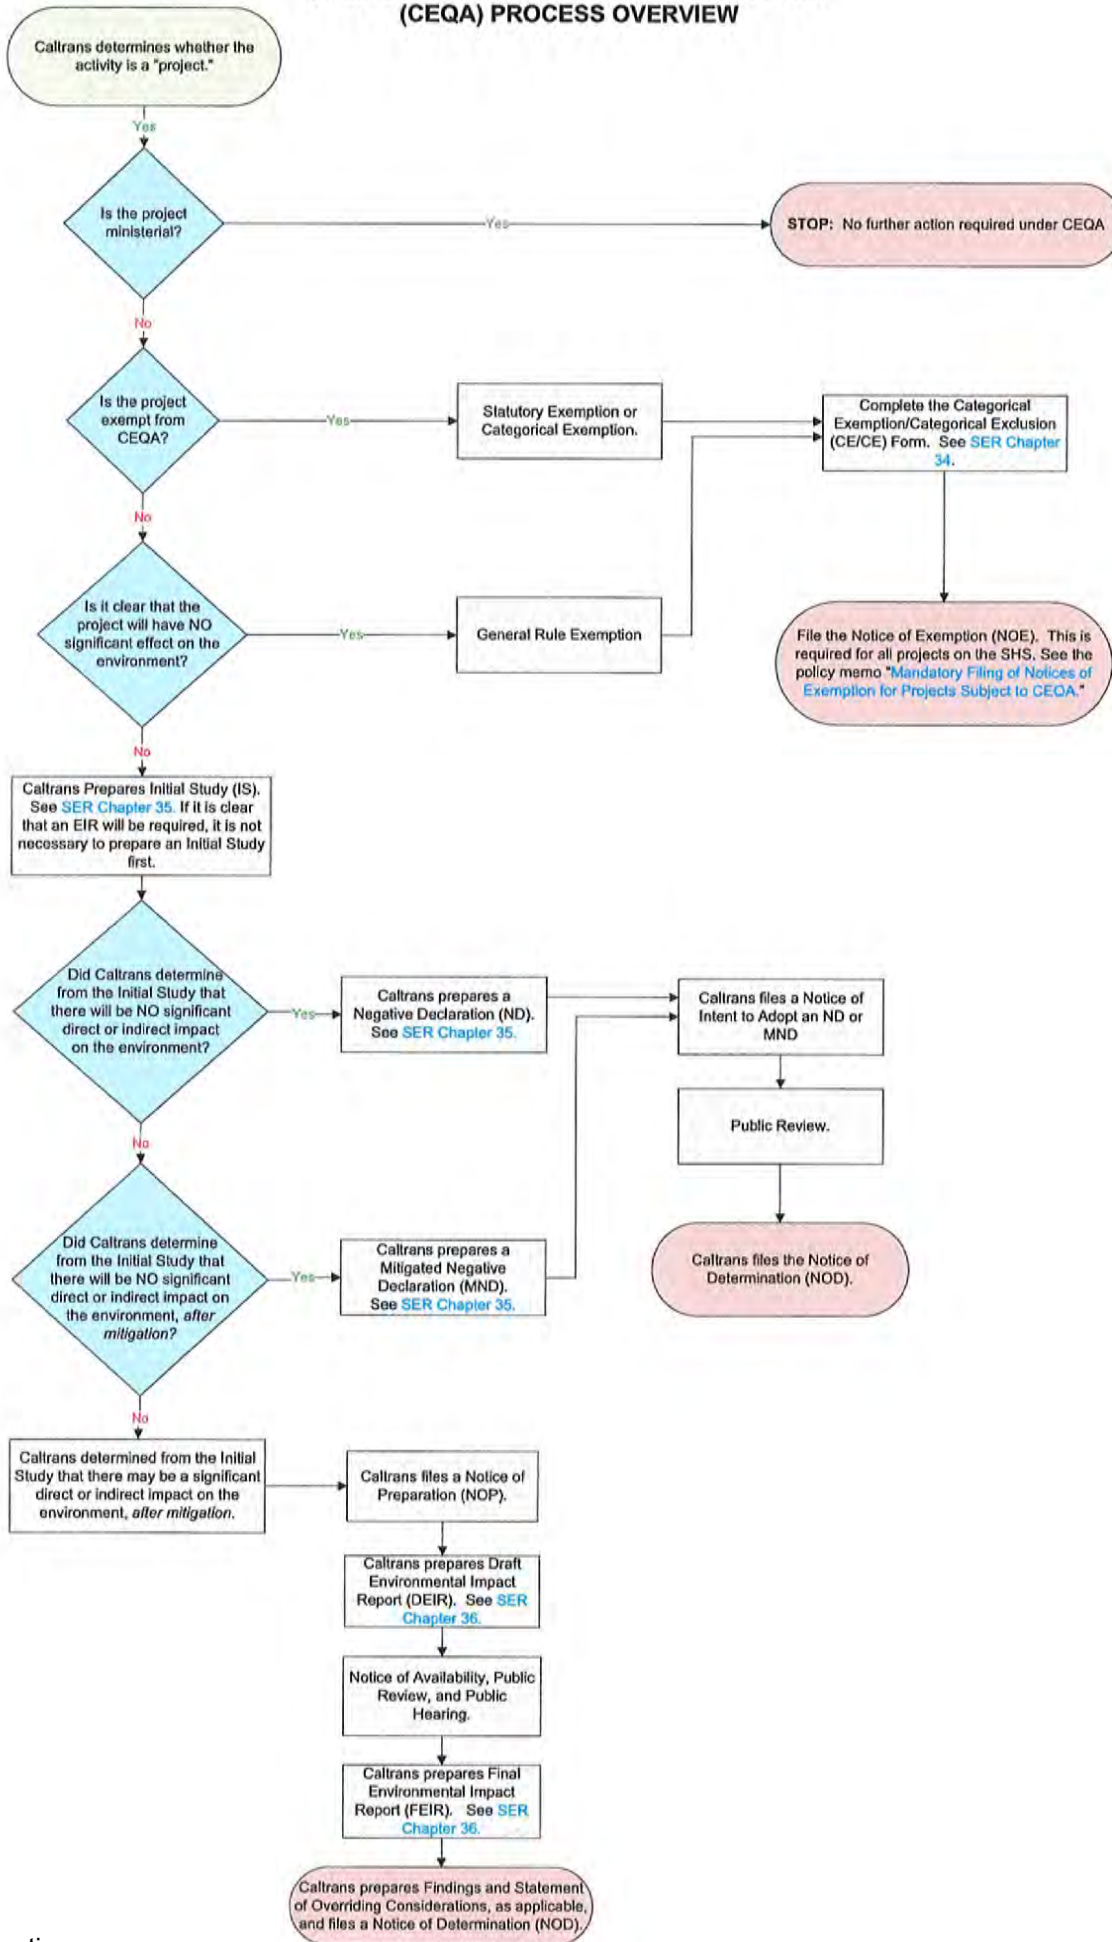 (CEQA) PROCESS OVERVIEW
Caltrans determines whether the
activity is a "project."
Yes
Is the project
ministerial?
Yes
STOP: No further action required under CEQA
No
Is the project
exempt from
CEQA?
Yes
Statutory Exemption or
Categorical Exemption.
Complete the Categorical
Exemption/Categorical Exclusion
(CE/CE) Form. See SER Chapter
34.
No
Is it clear that the
project will have NO
significant effect on the
environment?
Yes
General Rule Exemption
File the Notice of Exemption (NOE). This is
required for all projects on the SHS. See the
policy memo "Mandatory Filing of Notices of
Exemption for Projects Subject to CEQA."
No
Caltrans Prepares Initial Study (IS).
See SER Chapter 35. If it is clear
that an EIR will be required, it is not
necessary to prepare an Initial Study
first.
Did Caltrans determine
from the Initial Study that
there will be NO significant
direct or indirect impact
on the environment?
Yes
Caltrans prepares a
Negative Declaration (ND).
See SER Chapter 35.
Caltrans files a Notice of
Intent to Adopt an ND or
MND
Public Review.
No
Did Caltrans determine
from the Initial Study that
there will be NO significant
direct or indirect impact on
the environment, after
mitigation?
Yes
Caltrans prepares a
Mitigated Negative
Declaration (MND).
See SER Chapter 35.
Caltrans files the Notice of
Determination (NOD).
No
Caltrans determined from the Initial
Study that there may be a significant
direct or indirect impact on the
environment, after mitigation.
Caltrans files a Notice of
Preparation (NOP).
Caltrans prepares Draft
Environmental Impact
Report (DEIR). See SER
Chapter 36.
Notice of Availability, Public
Review, and Public
Hearing.
Caltrans prepares Final
Environmental Impact
Report (FEIR). See SER
Chapter 36.
Caltrans prepares Findings and Statement
of Overriding Considerations, as applicable,
and files a Notice of Determination (NOD).